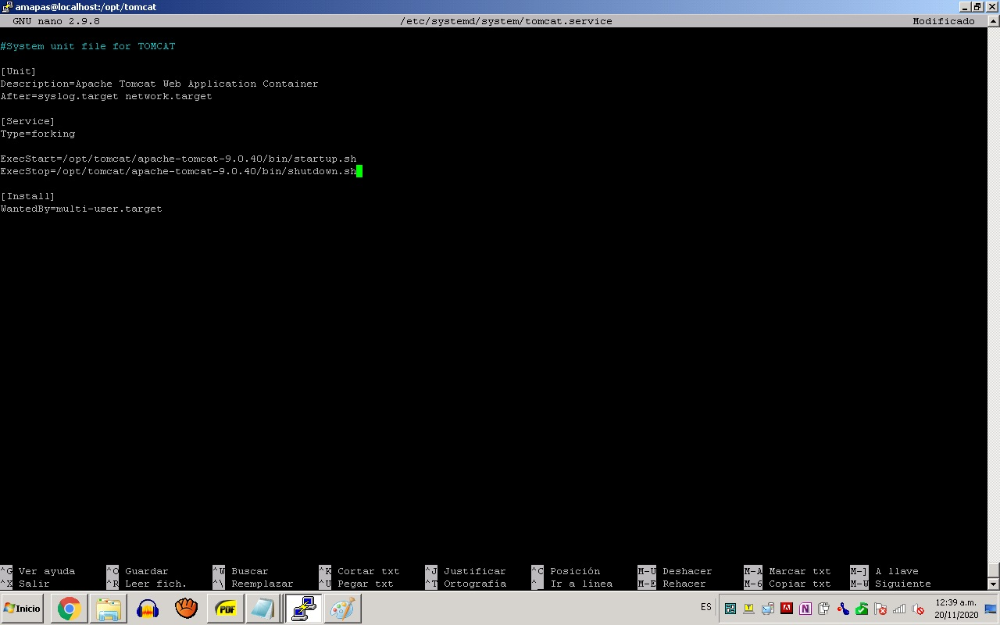 amapas@localhost:/opt/tomcat
GNU nano 2.9.8 /etc/systemd/system/tomcat.service Modificado
#System unit file for TOMCAT
[Unit]
Description=Apache Tomcat Web Application Container
After=syslog.target network.target
[Service]
Type=forking
ExecStart=/opt/tomcat/apache-tomcat-9.0.40/bin/startup.sh
ExecStop=/opt/tomcat/apache-tomcat-9.0.40/bin/shutdown.sh
[Install]
WantedBy=multi-user.target
^G Ver ayuda ^O Guardar ^W Buscar ^K Cortar txt ^J Justificar ^C Posición M-U Deshacer M-A Marcar txt M-] A llave
^X Salir ^R Leer fich. ^\ Reemplazar ^U Pegar txt ^T Ortografía ^_ Ir a línea M-E Rehacer M-6 Copiar txt M-W Siguiente
Inicio PDF ES 12:39 a.m.
20/11/2020